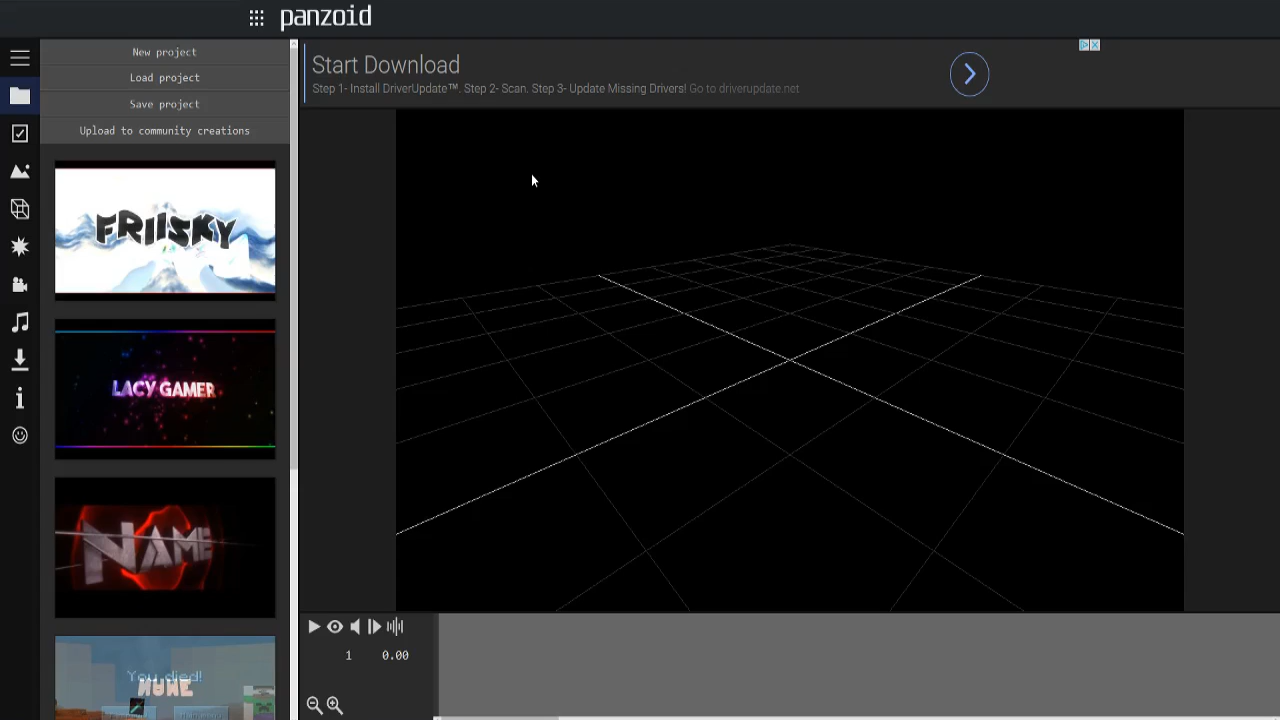 panzoid
New project
Load project
Save project
Upload to community creations
Start Download
Step 1- Install DriverUpdate™. Step 2- Scan. Step 3- Update Missing Drivers! Go to driverupdate.net
FRIISKY
LACY GAMER
NAME
You died!
NAME
1 0.00